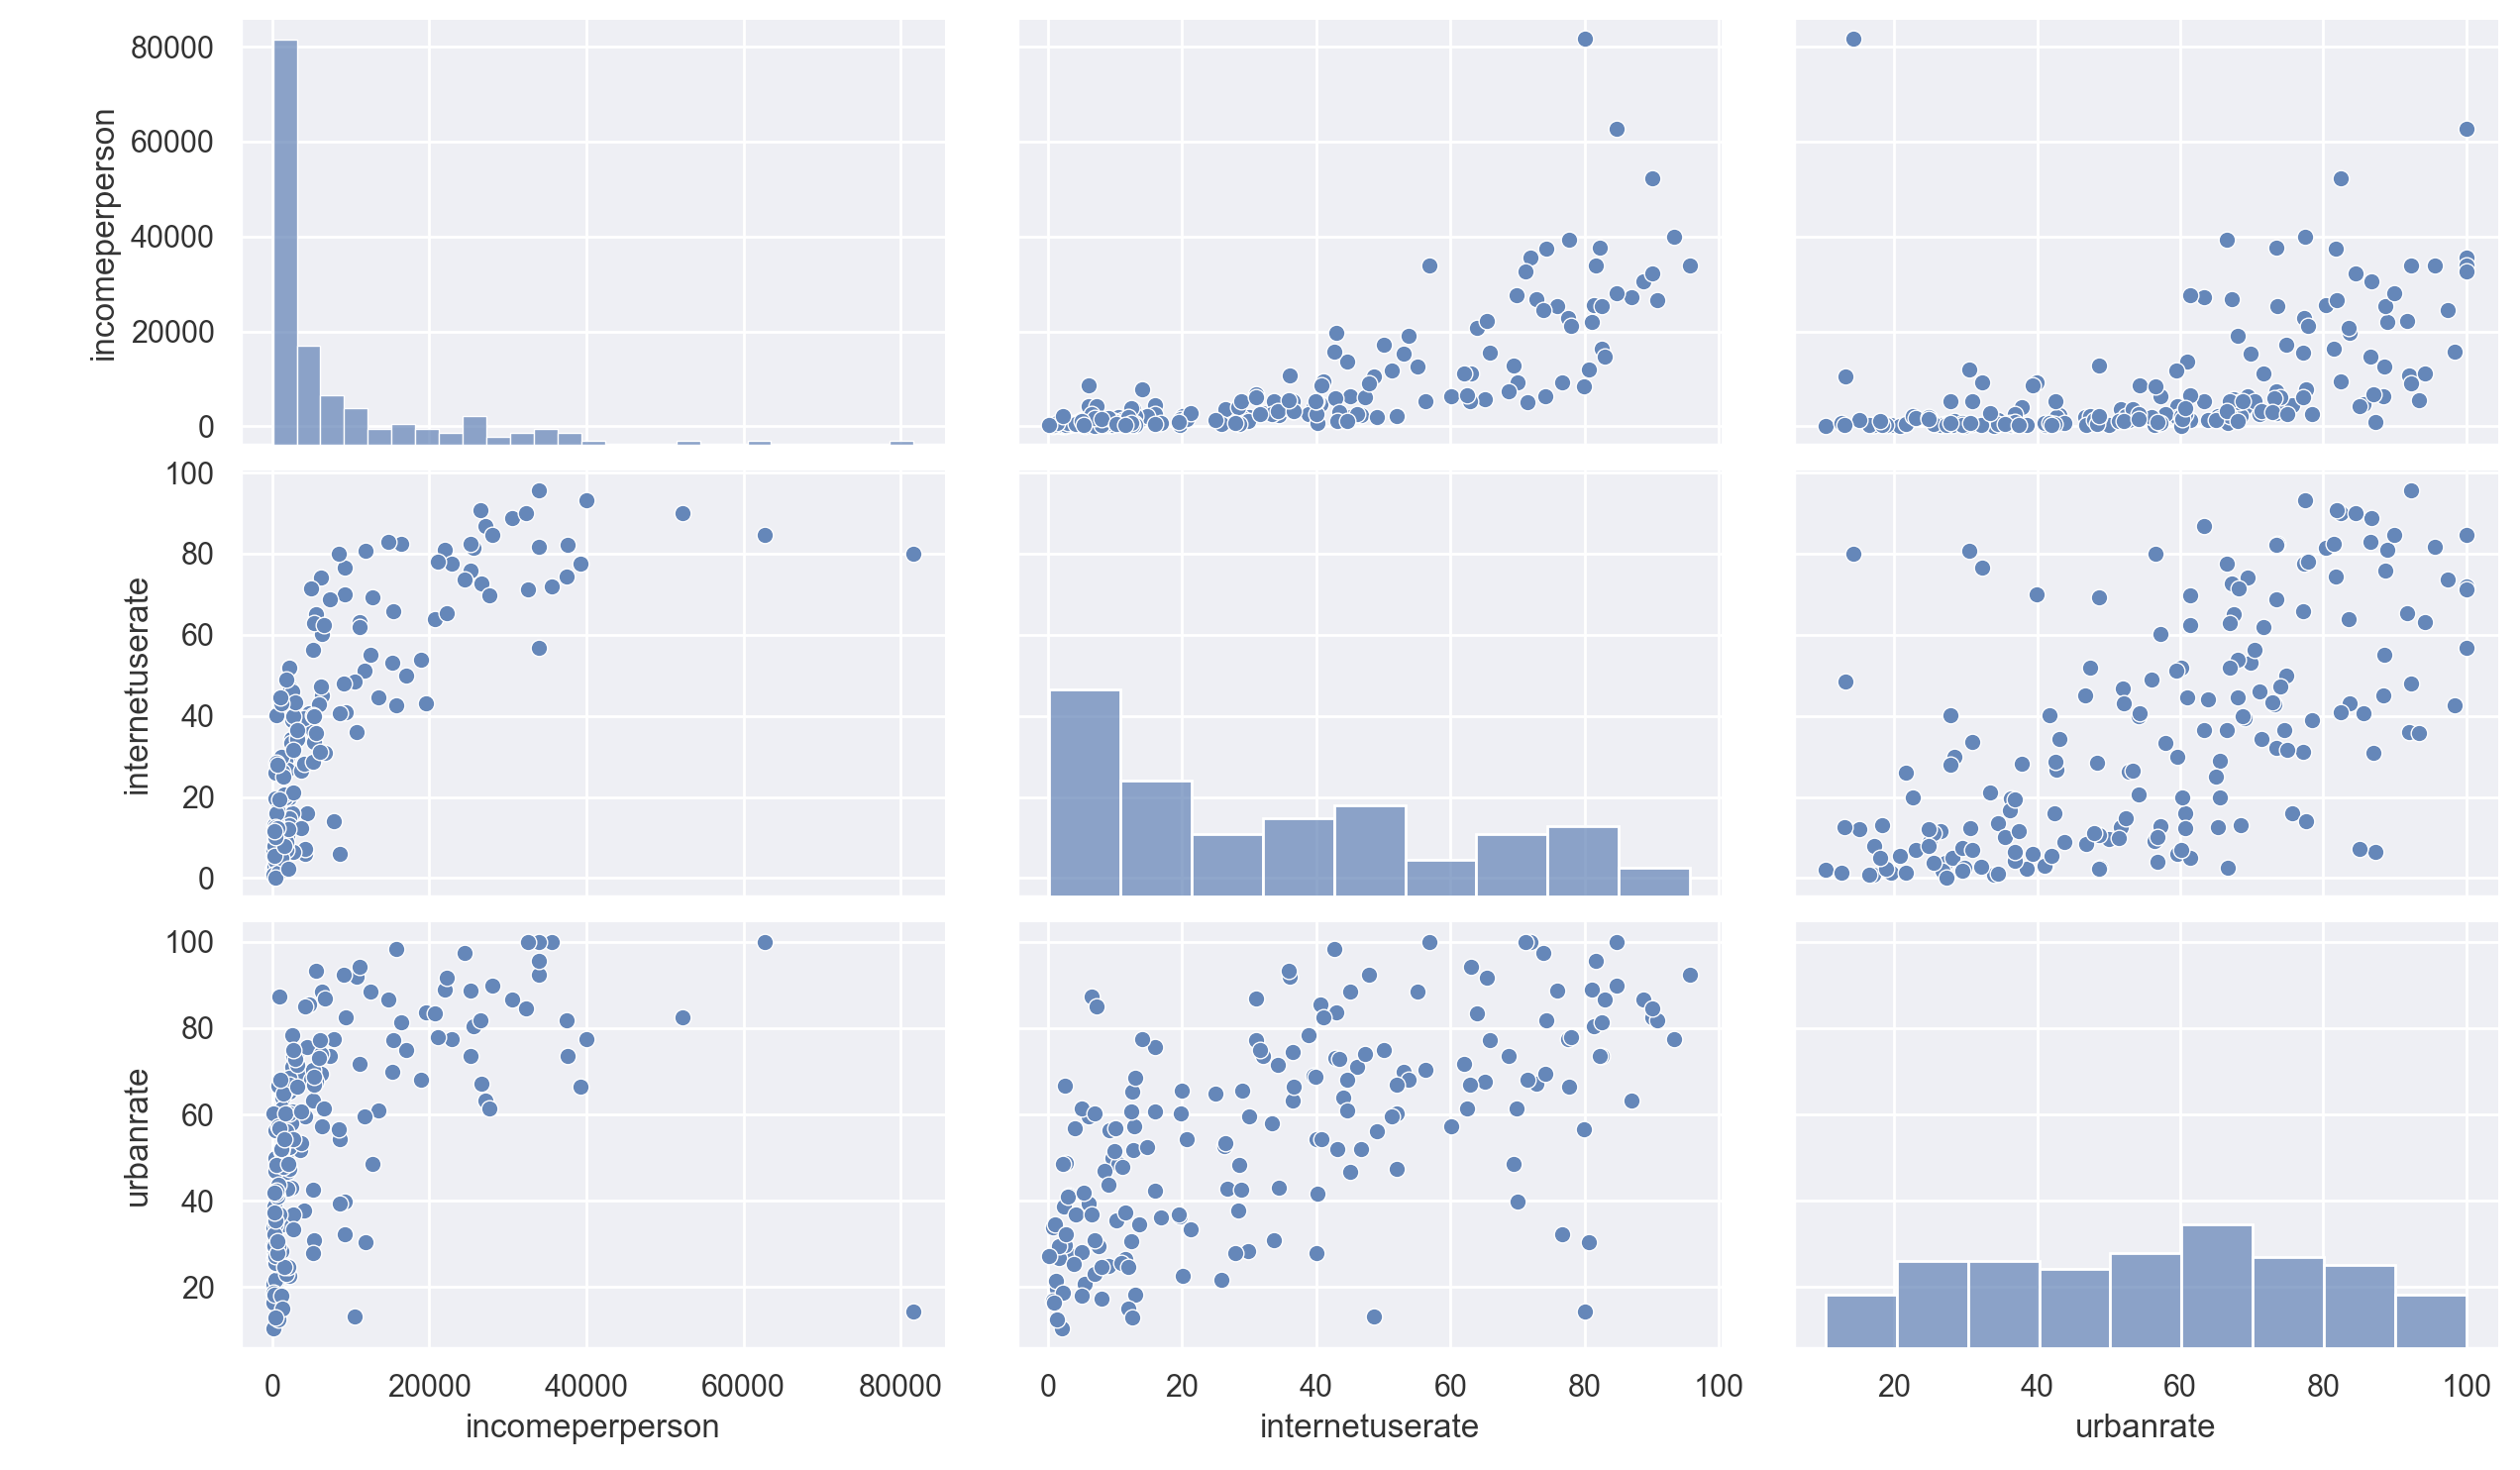 incomeperperson
80000
60000
40000
20000
0
internetuserate
100
80
60
40
20
0
urbanrate
100
80
60
40
20
0 20000 40000 60000 80000
0 20 40 60 80 100
20 40 60 80 100
incomeperperson internetuserate urbanrate